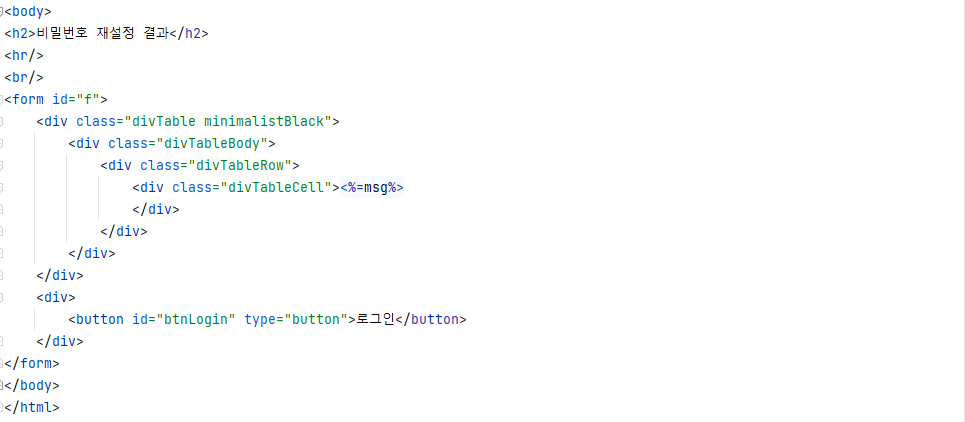 <body>
<h2>비밀번호 재설정 결과</h2>
<hr/>
<br/>
<form id="f">
    <div class="divTable minimalistBlack">
        <div class="divTableBody">
            <div class="divTableRow">
                <div class="divTableCell"><%=msg%>
                </div>
            </div>
        </div>
    </div>
    <div>
        <button id="btnLogin" type="button">로그인</button>
    </div>
</form>
</body>
</html>